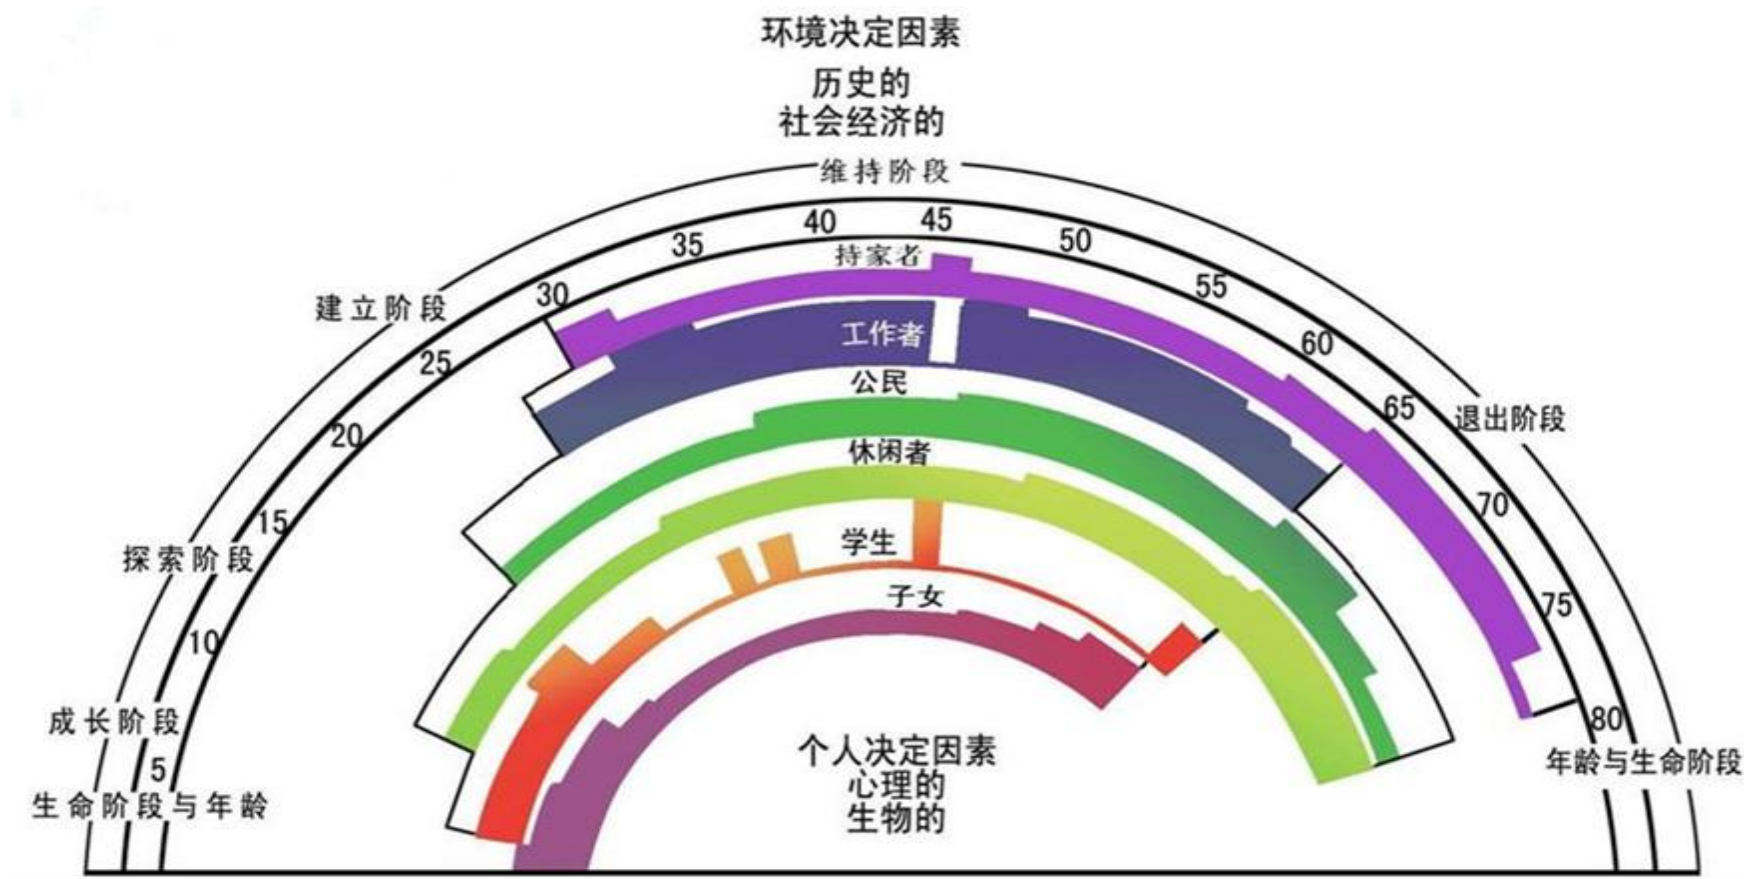 环境决定因素
历史的
社会经济的
维持阶段
40
45
35
50
持家者
30
55
建立阶段
工作者
60
25
公民
65
退出阶段
20
休闲者
70
15
学生
探索阶段
子女
75
10
成长阶段
80
个人决定因素
5
年龄与生命阶段
心理的
生命阶段与年龄
生物的